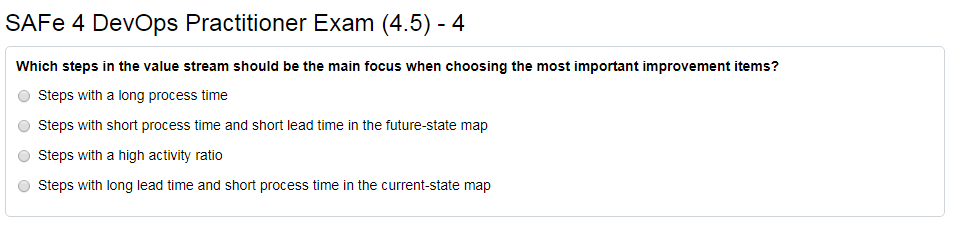 SAFe 4 DevOps Practitioner Exam (4.5) - 4
Which steps in the value stream should be the main focus when choosing the most important improvement items?
Steps with a long process time
Steps with short process time and short lead time in the future-state map
Steps with a high activity ratio
Steps with long lead time and short process time in the current-state map